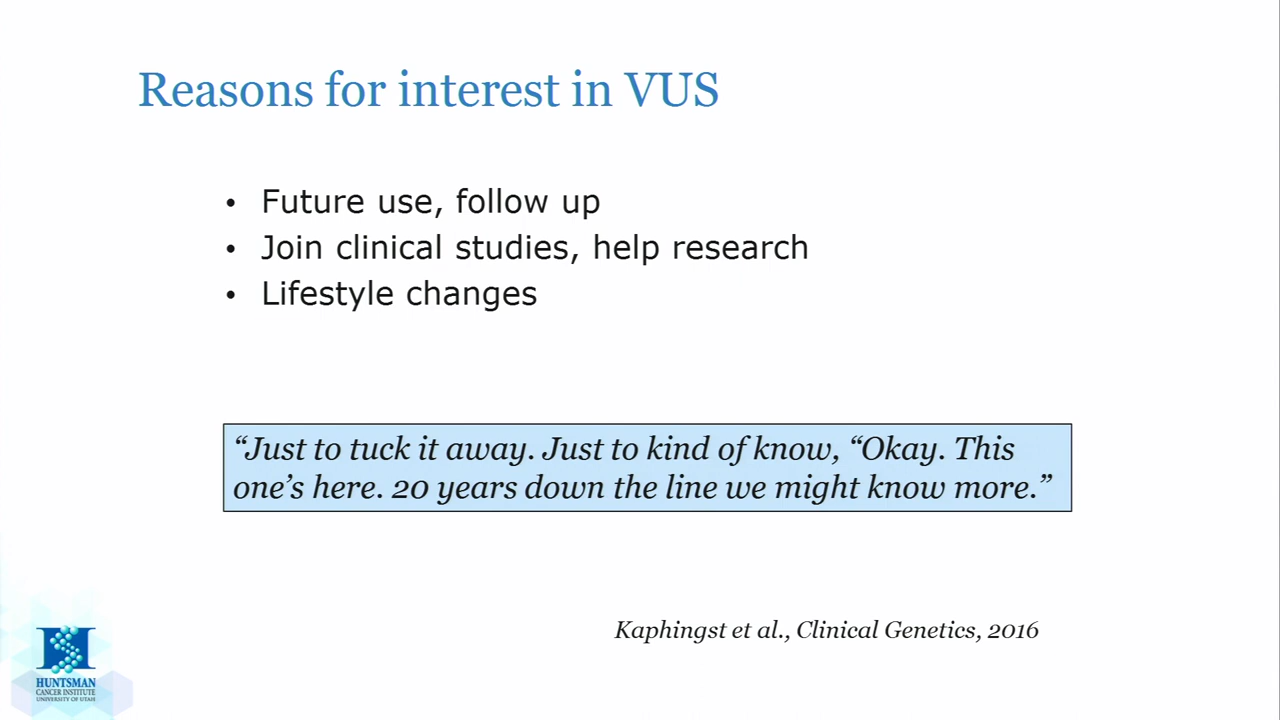 Reasons for interest in VUS
• Future use, follow up
• Join clinical studies, help research
• Lifestyle changes
“Just to tuck it away. Just to kind of know, “Okay. This
one’s here. 20 years down the line we might know more.”
Kaphingst et al., Clinical Genetics, 2016
HUNTSMAN
CANCER INSTITUTE
UNIVERSITY OF UTAH